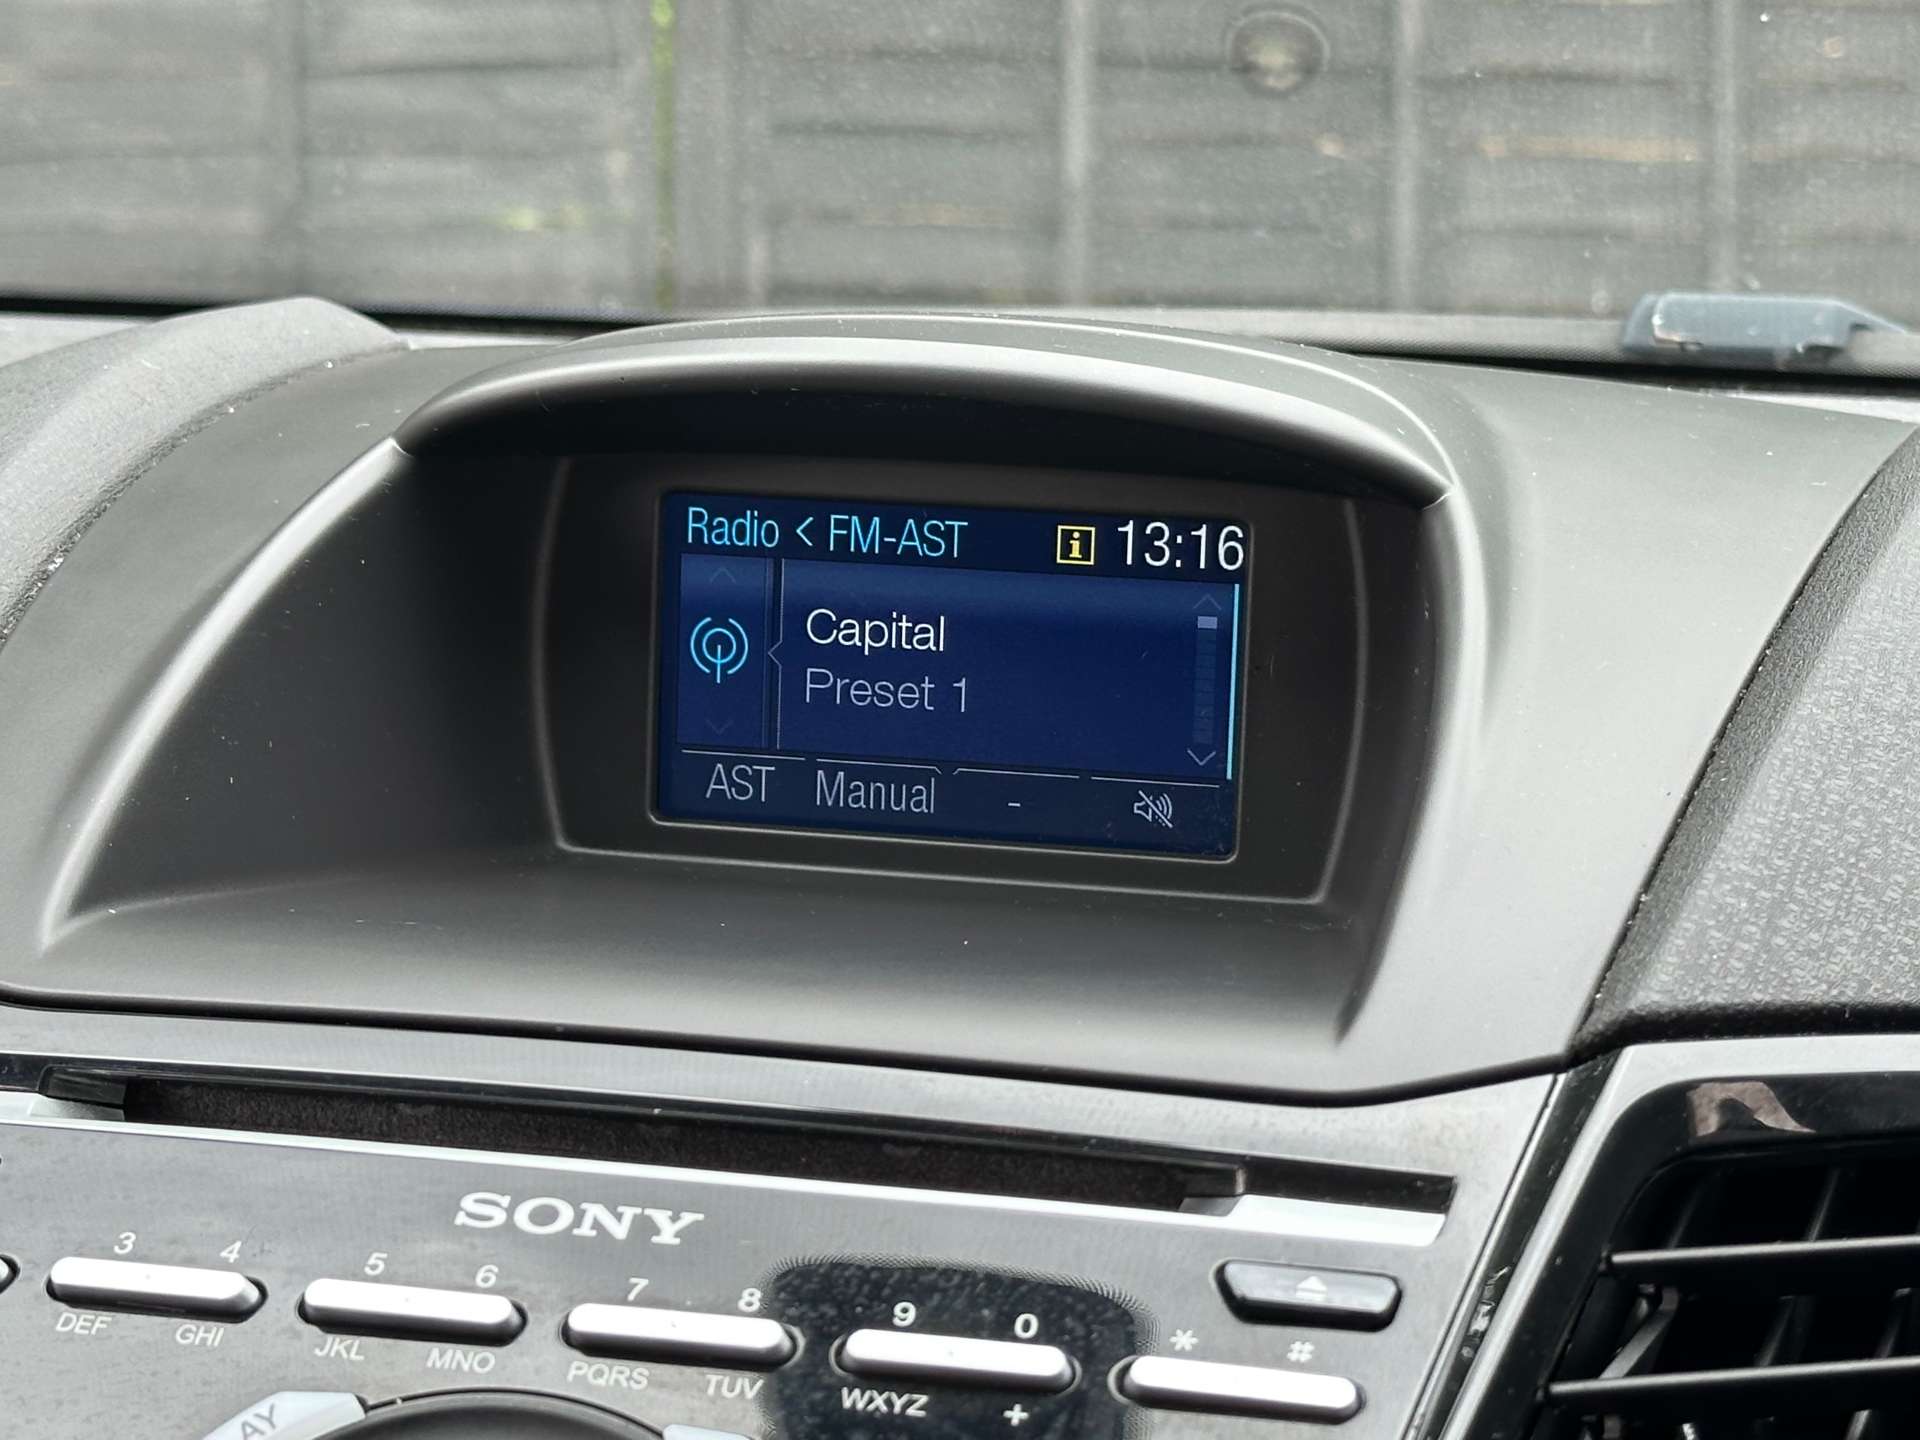 Radio < FM-AST 13:16
Capital
Preset 1
AST Manual -
SONY
3 4 5 6 7 8 9 0 * #
DEF GHI JKL MNO PQRS TUV WXYZ +
AY